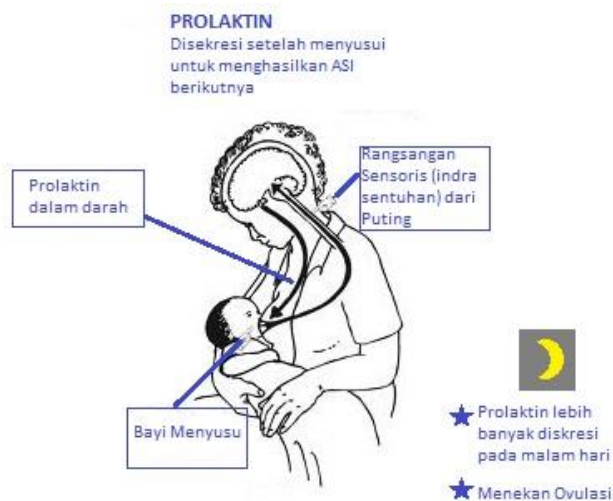 PROLAKTIN
Disekresi setelah menyusui
untuk menghasilkan ASI
berikutnya
Rangsangan
Sensoris (indra
sentuhan) dari
Puting
Prolaktin
dalam darah
Bayi Menyusu
Prolaktin lebih
banyak diskresi
pada malam hari
Menekan Ovulasi